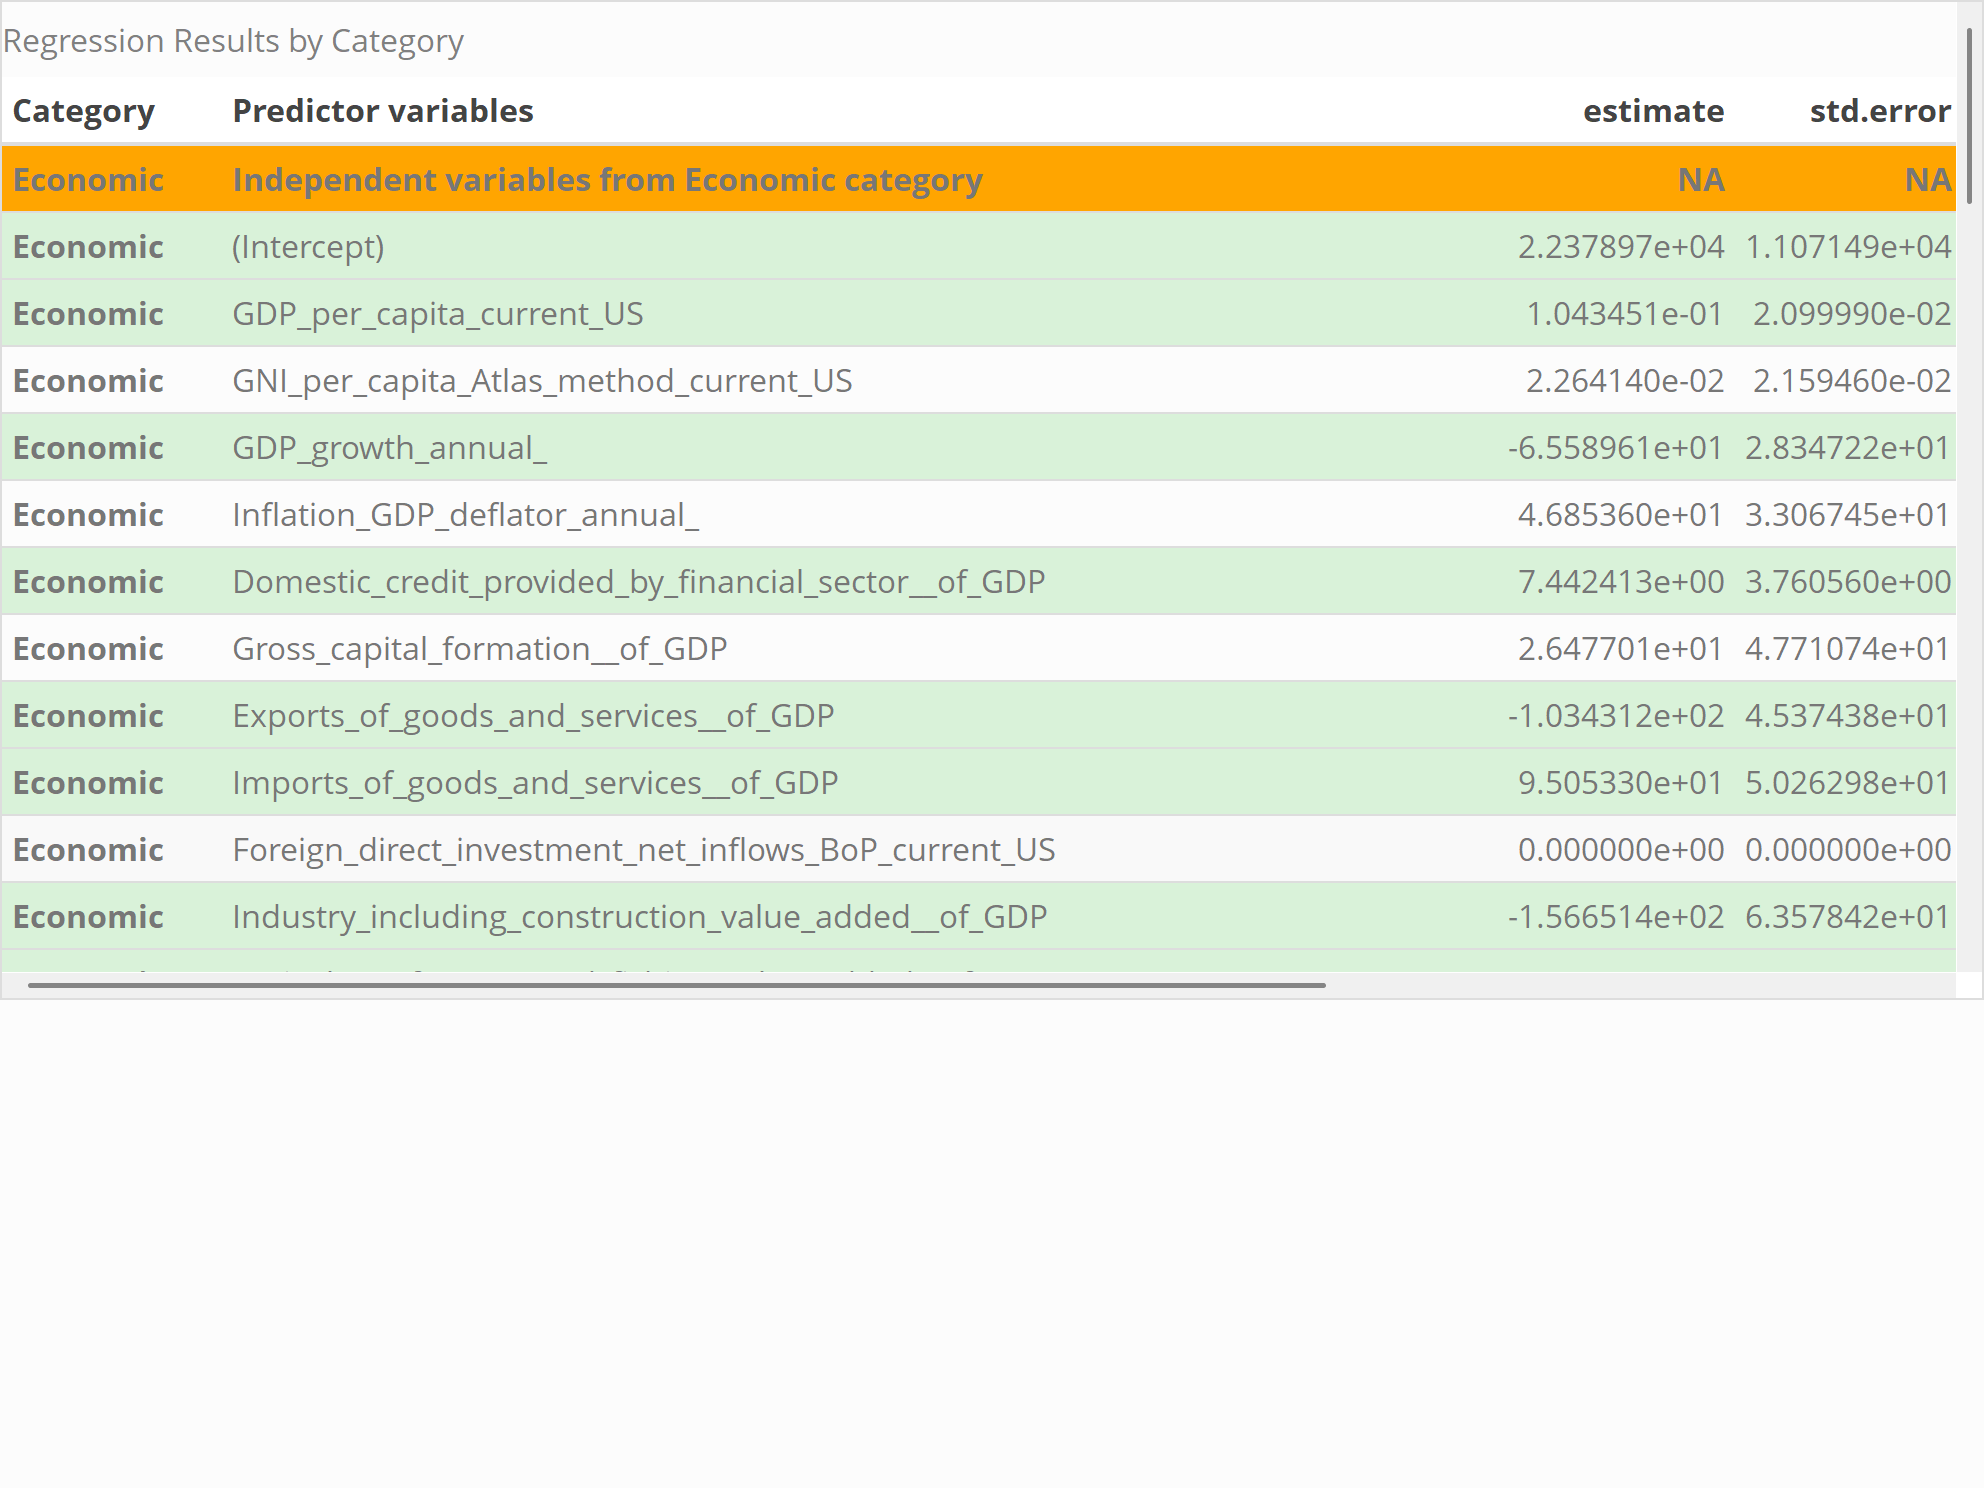 Regression Results by Category
Category Predictor variables estimate std.error
Economic Independent variables from Economic category NA NA
Economic (Intercept) 2.237897e+04 1.107149e+04
Economic GDP_per_capita_current_US 1.043451e-01 2.099990e-02
Economic GNI_per_capita_Atlas_method_current_US 2.264140e-02 2.159460e-02
Economic GDP_growth_annual_ -6.558961e+01 2.834722e+01
Economic Inflation_GDP_deflator_annual_ 4.685360e+01 3.306745e+01
Economic Domestic_credit_provided_by_financial_sector__of_GDP 7.442413e+00 3.760560e+00
Economic Gross_capital_formation__of_GDP 2.647701e+01 4.771074e+01
Economic Exports_of_goods_and_services__of_GDP -1.034312e+02 4.537438e+01
Economic Imports_of_goods_and_services__of_GDP 9.505330e+01 5.026298e+01
Economic Foreign_direct_investment_net_inflows_BoP_current_US 0.000000e+00 0.000000e+00
Economic Industry_including_construction_value_added__of_GDP -1.566514e+02 6.357842e+01